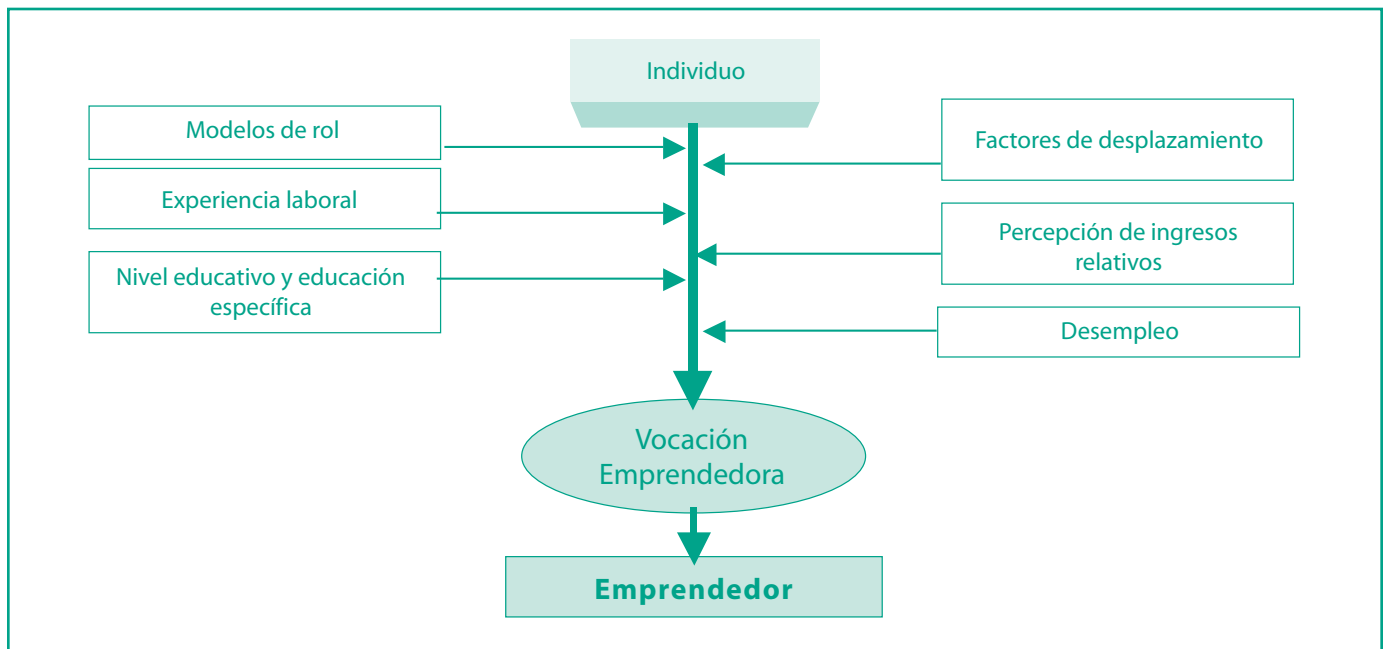 Individuo
Modelos de rol
Factores de desplazamiento
Experiencia laboral
Percepción de ingresos
relativos
Nivel educativo y educación
específica
Desempleo
Vocación
Emprendedora
Emprendedor